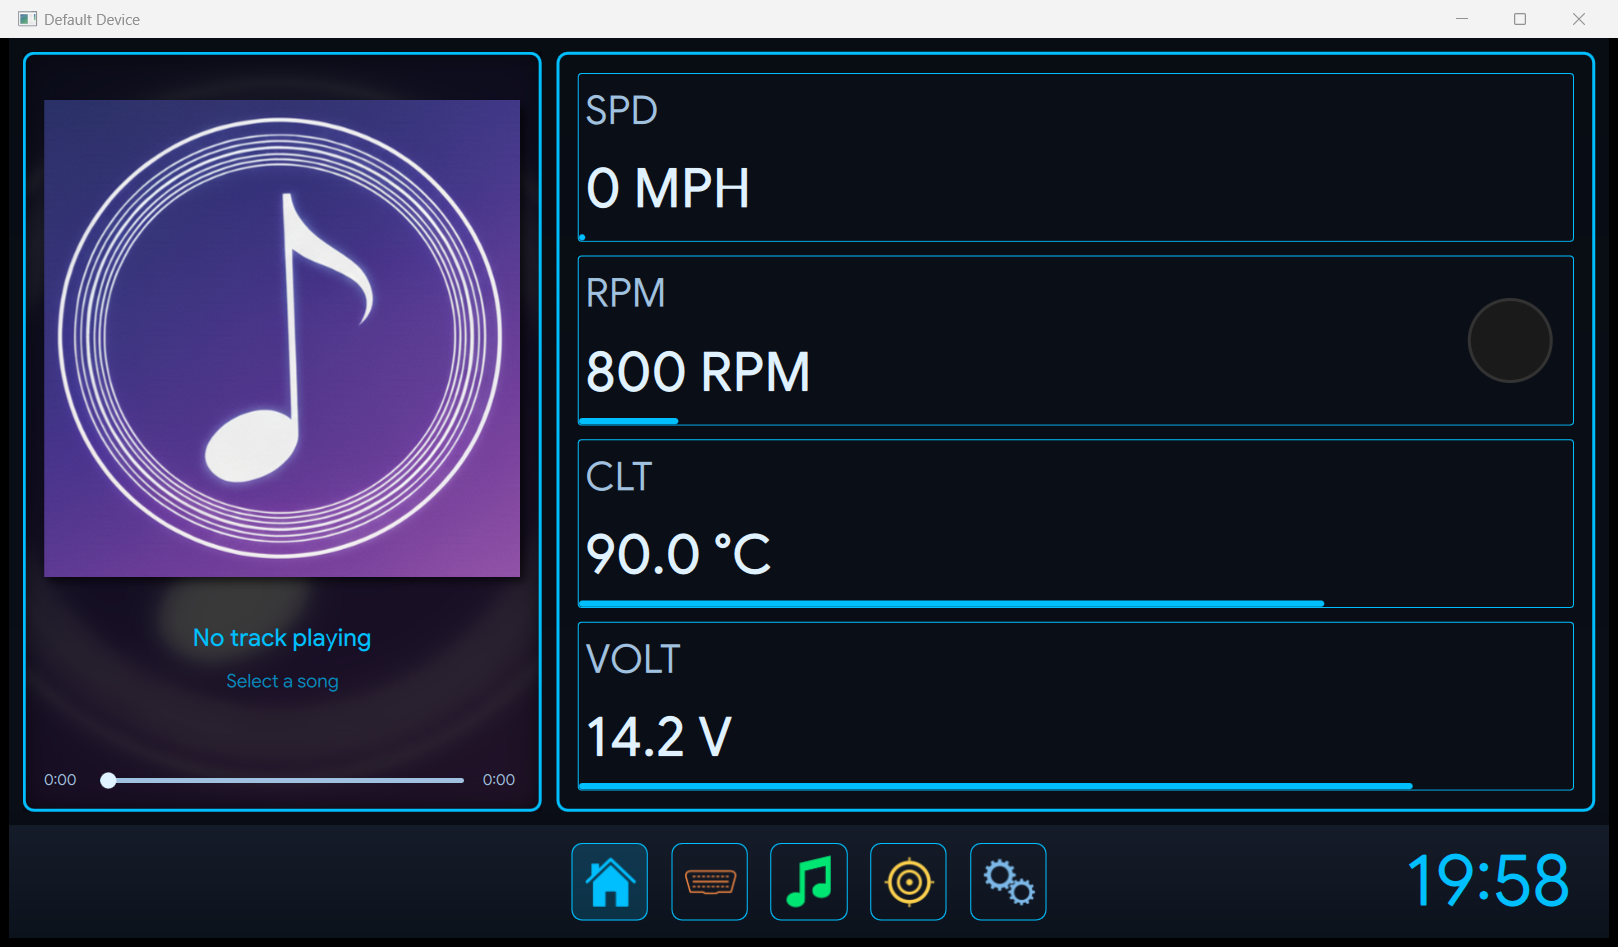 Default Device
No track playing
Select a song
0:00
0:00
SPD
0 MPH
RPM
800 RPM
CLT
90.0 °C
VOLT
14.2 V
19:58